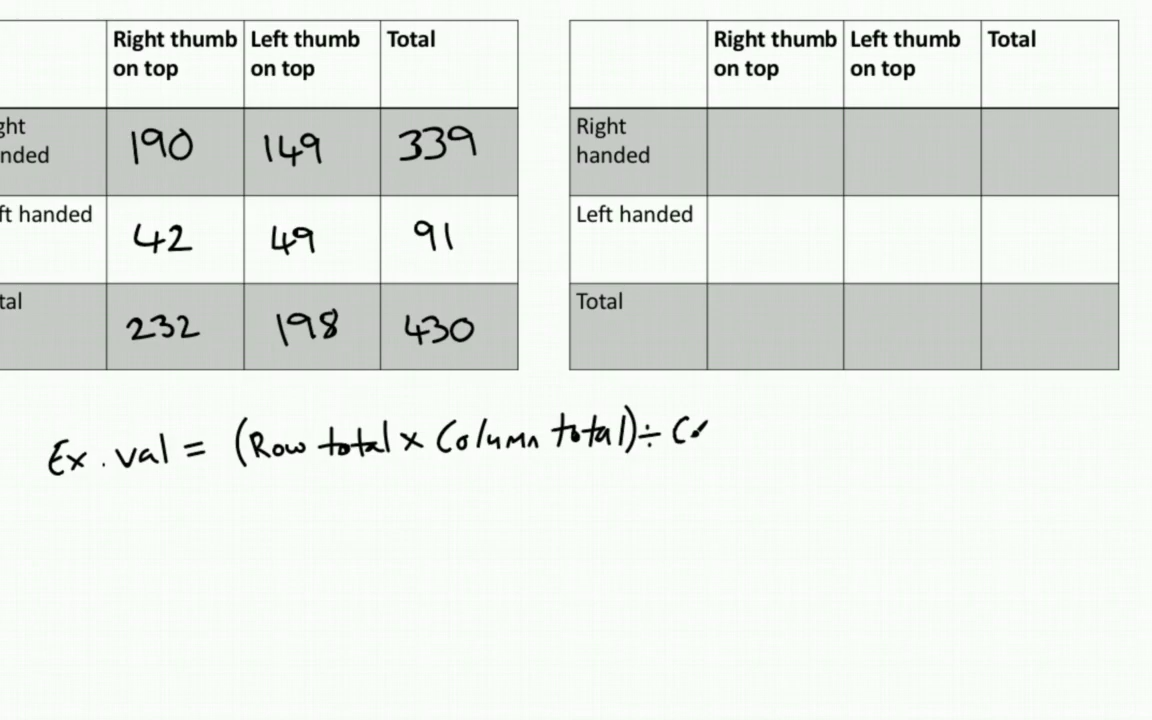 Right thumb on top Left thumb on top Total
ght nded 190 149 339
ft handed 42 49 91
tal 232 198 430
Right thumb on top Left thumb on top Total
Right handed
Left handed
Total
Ex. val = (Row total × Column total) ÷